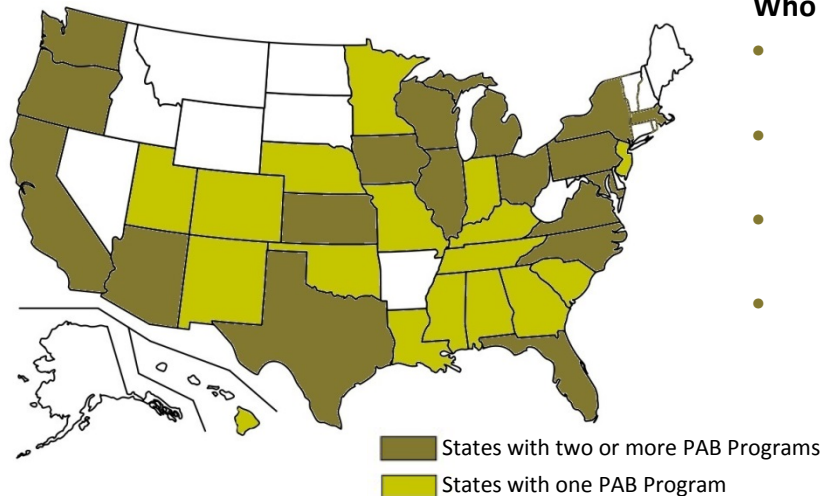 Who
States with two or more PAB Programs
States with one PAB Program